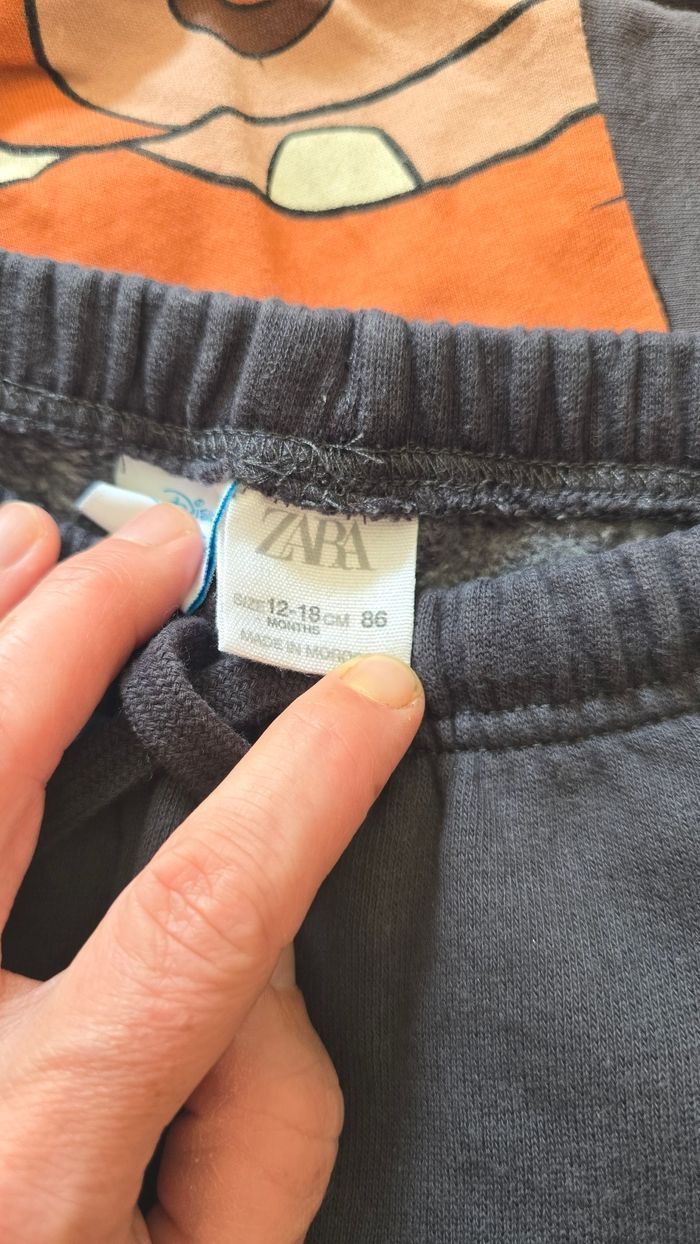 ZARA
SIZE 12-18 CM 86
MONTHS
MADE IN